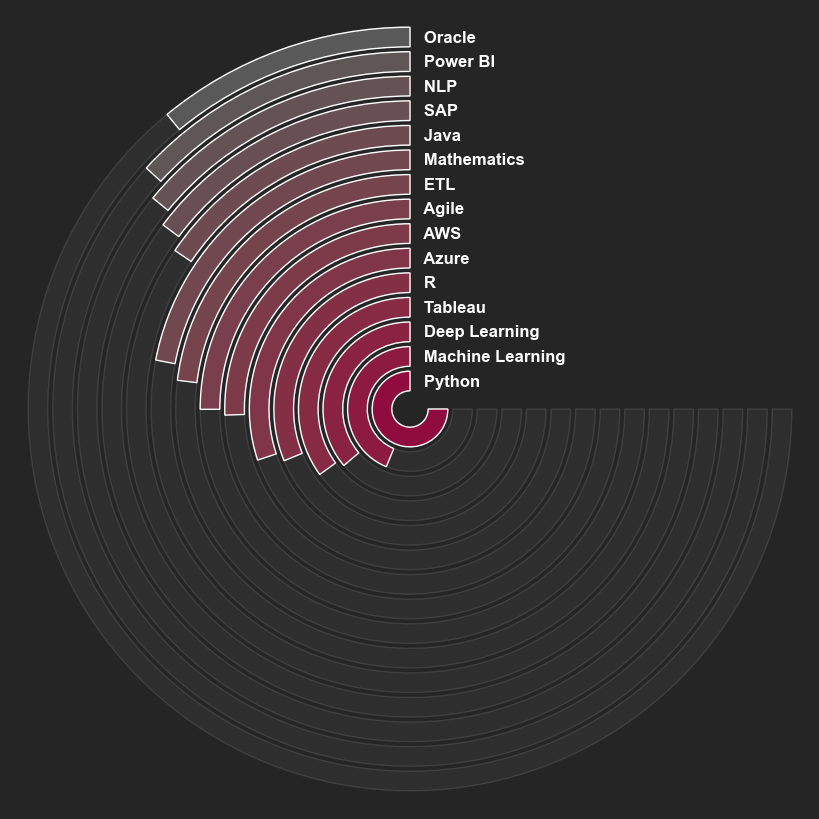 Oracle
Power BI
NLP
SAP
Java
Mathematics
ETL
Agile
AWS
Azure
R
Tableau
Deep Learning
Machine Learning
Python